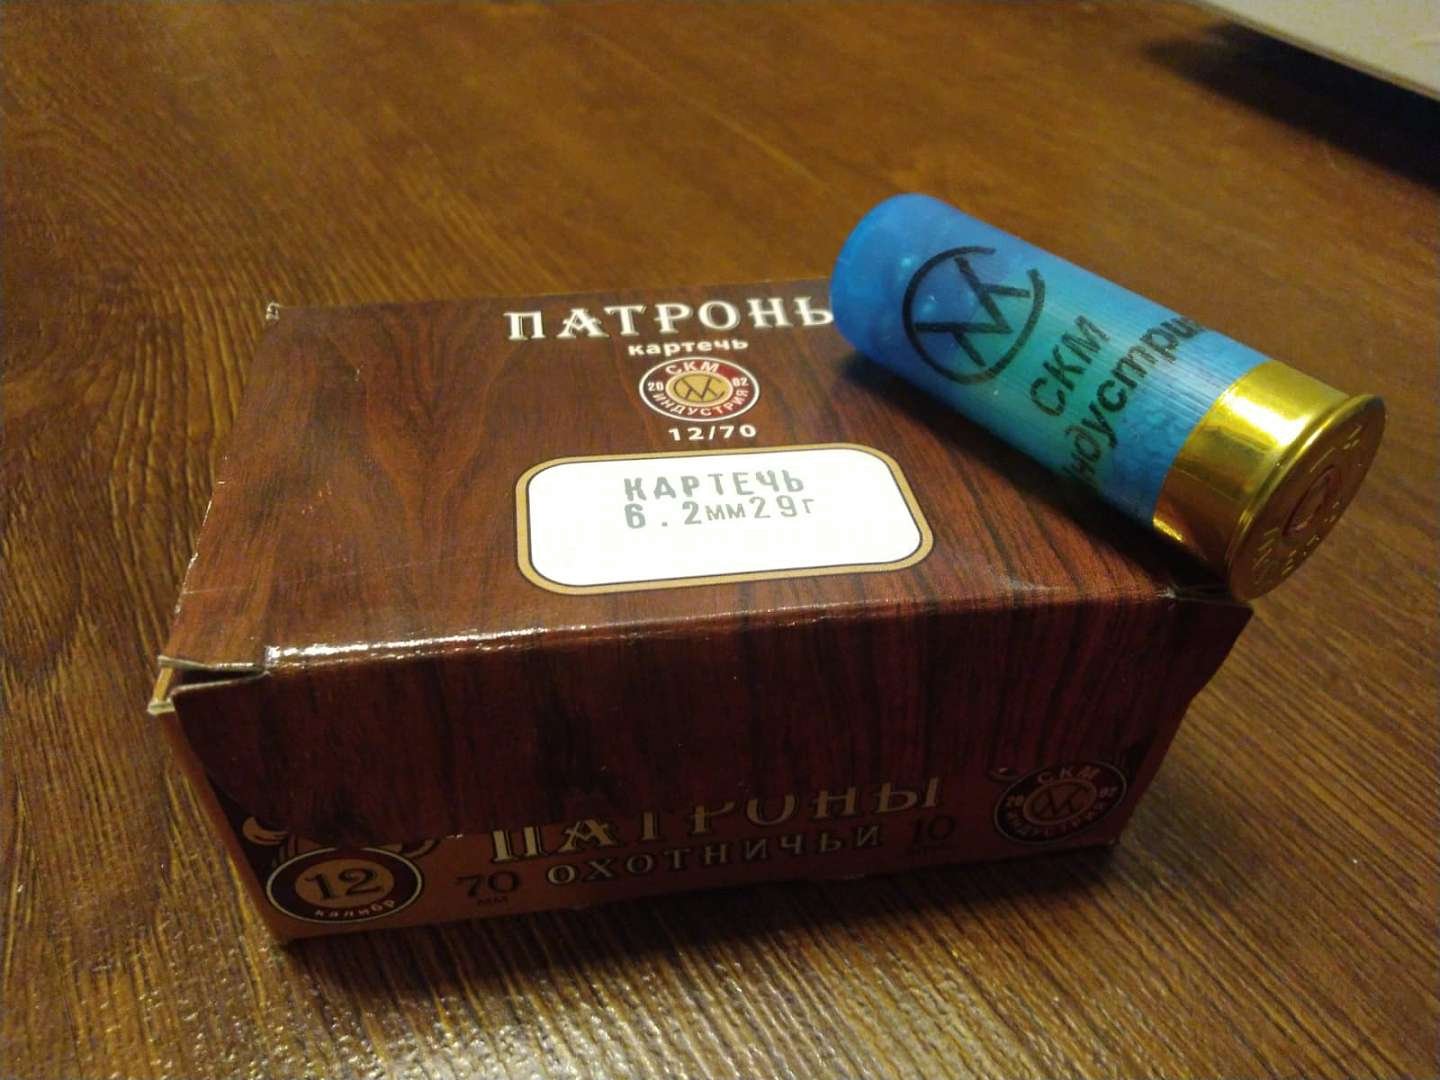 ПАТРОНЫ
картечь
СКМ
20 02
ИНДУСТРИЯ
12/70
КАРТЕЧЬ
6.2мм29г
СКМ
индустрия
ПАТРОНЫ
ОХОТНИЧЬИ
12
калибр
70
мм
10
СКМ
20 02
ИНДУСТРИЯ